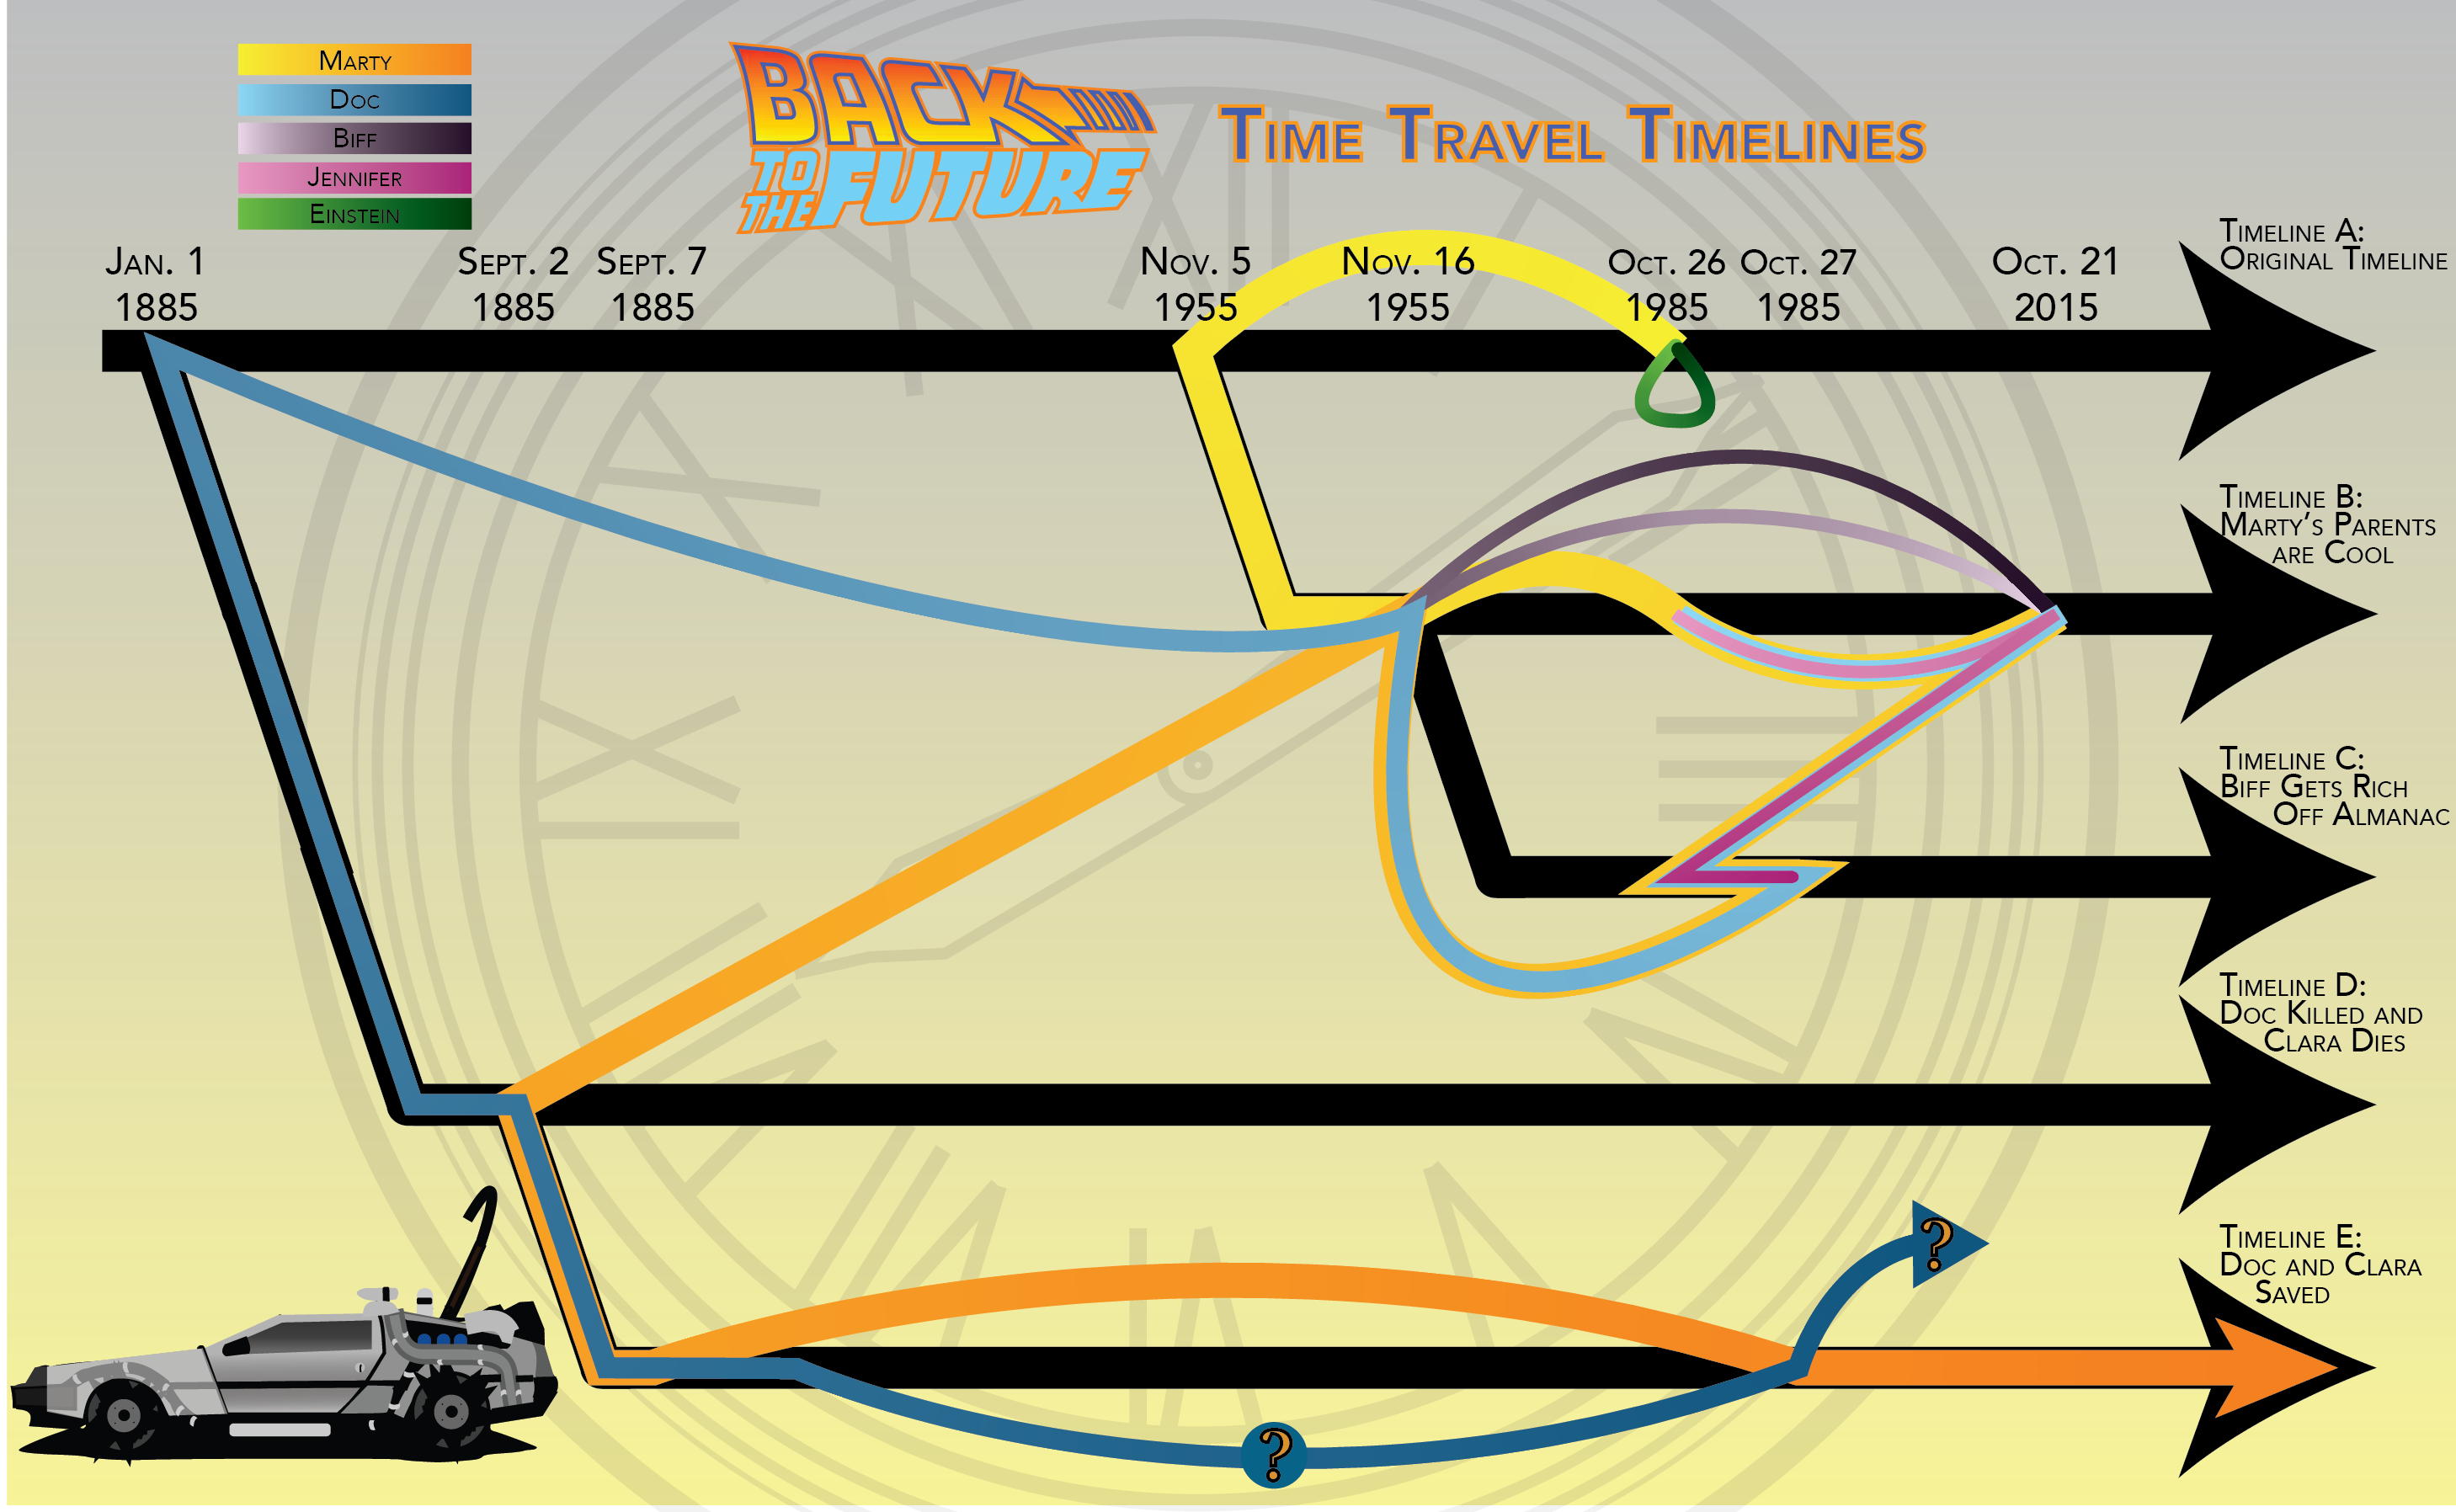 Marty
Doc
Biff
Jennifer
Einstein
BACK
TO THE FUTURE
Time Travel Timelines
Jan. 1
1885
Sept. 2
1885
Sept. 7
1885
Nov. 5
1955
Nov. 16
1955
Oct. 26
1985
Oct. 27
1985
Oct. 21
2015
Timeline A:
Original Timeline
Timeline B:
Marty's Parents
are Cool
Timeline C:
Biff Gets Rich
Off Almanac
Timeline D:
Doc Killed and
Clara Dies
Timeline E:
Doc and Clara
Saved
?
?